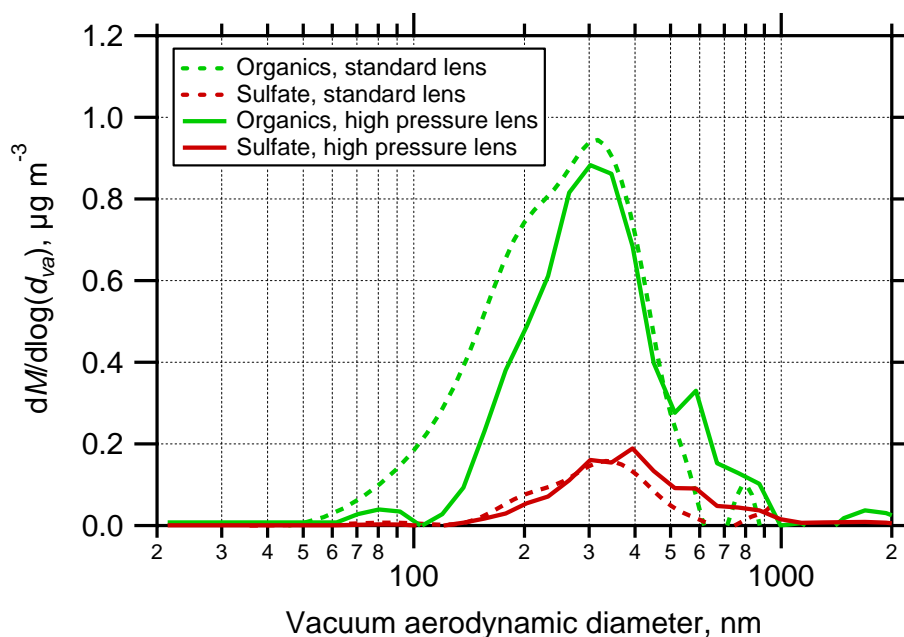 1.2
1.0
0.8
0.6
0.4
0.2
0.0
dM/dlog(d_va), µg m^-3
Organics, standard lens
Sulfate, standard lens
Organics, high pressure lens
Sulfate, high pressure lens
2 3 4 5 6 7 8 2 3 4 5 6 7 8 2
100 1000
Vacuum aerodynamic diameter, nm